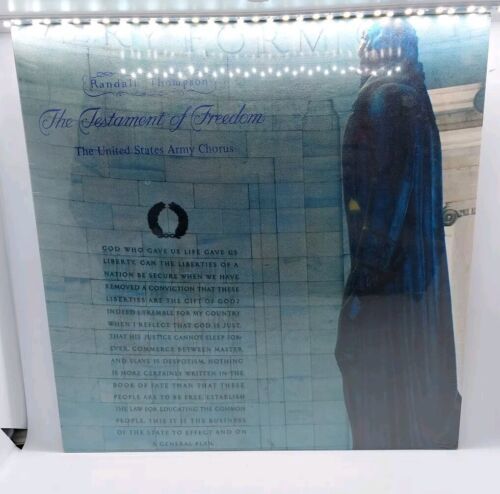 RY FORM
Randall Thompson
The Testament of Freedom
The United States Army Chorus
GOD WHO GAVE US LIFE GAVE US
LIBERTY. CAN THE LIBERTIES OF A
NATION BE SECURE WHEN WE HAVE
REMOVED A CONVICTION THAT THESE
LIBERTIES ARE THE GIFT OF GOD?
INDEED I TREMBLE FOR MY COUNTRY
WHEN I REFLECT THAT GOD IS JUST,
THAT HIS JUSTICE CANNOT SLEEP FOR-
EVER. COMMERCE BETWEEN MASTER
AND SLAVE IS DESPOTISM. NOTHING
IS MORE CERTAINLY WRITTEN IN THE
BOOK OF FATE THAN THAT THESE
PEOPLE ARE TO BE FREE. ESTABLISH
THE LAW FOR EDUCATING THE COMMON
PEOPLE. THIS IT IS THE BUSINESS
OF THE STATE TO EFFECT AND ON
A GENERAL PLAN.